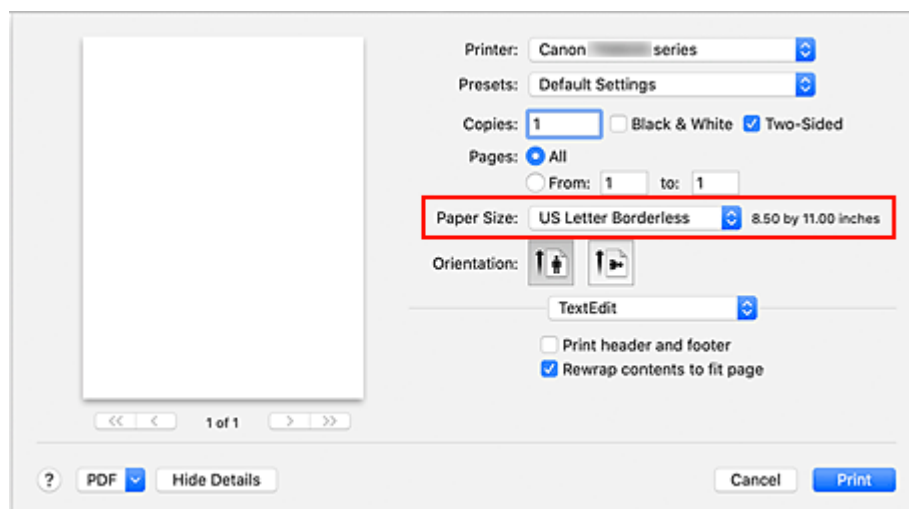 Printer: Canon series
Presets: Default Settings
Copies: 1 Black & White Two-Sided
Pages: All
From: 1 to: 1
Paper Size: US Letter Borderless 8.50 by 11.00 inches
Orientation:
TextEdit
Print header and footer
Rewrap contents to fit page
<< < 1 of 1 > >>
? PDF Hide Details Cancel Print